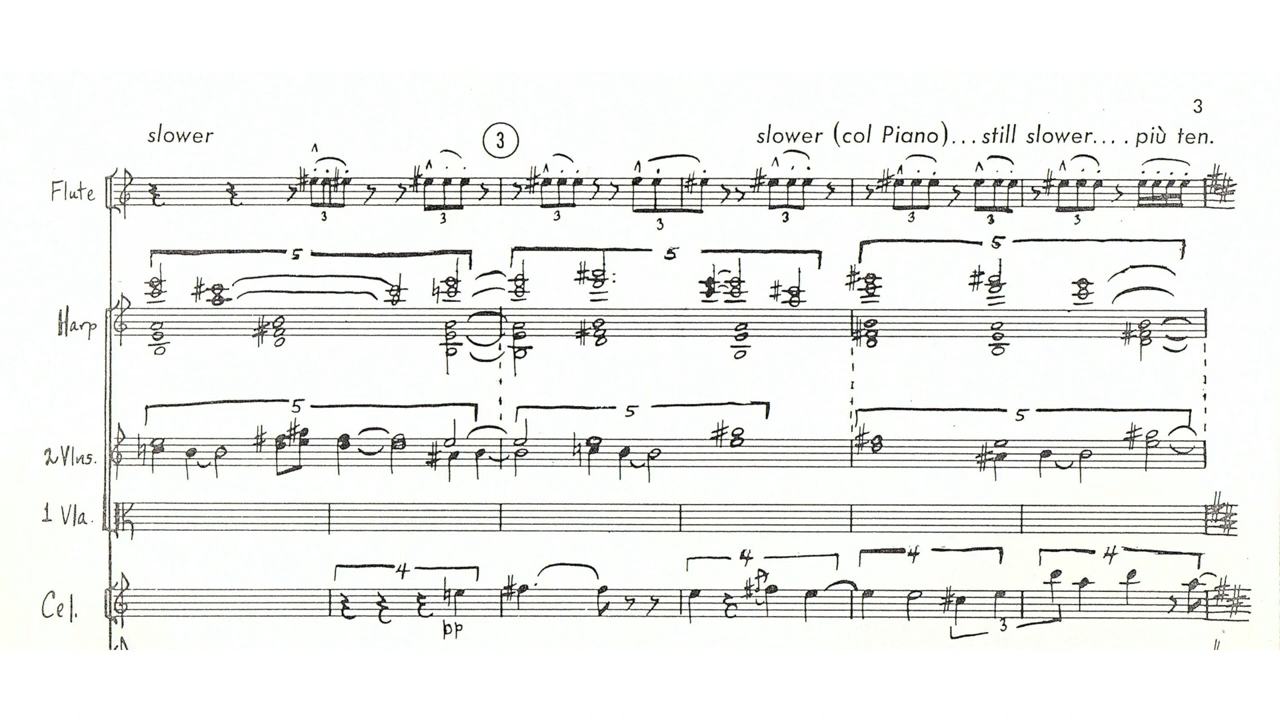 3
slower 3 slower (col Piano)...still slower....più ten.
Flute
3 3 3 3 3 3 3 3
5 5 5
Harp
5 5 5
2 Vlns.
1 Vla.
4 4 4 4
Cel.
pp 3